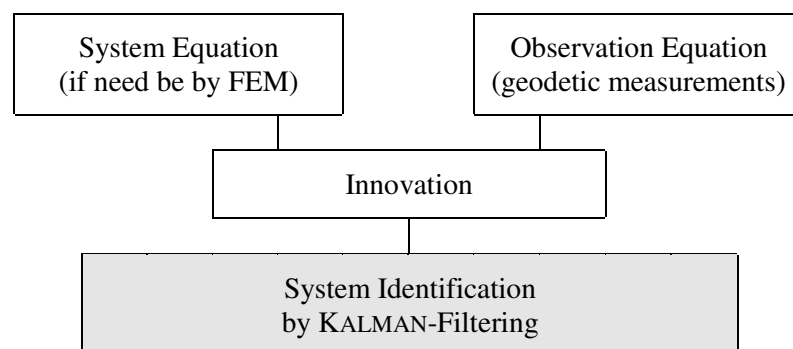 System Equation
(if need be by FEM)
Observation Equation
(geodetic measurements)
Innovation
System Identification
by KALMAN-Filtering